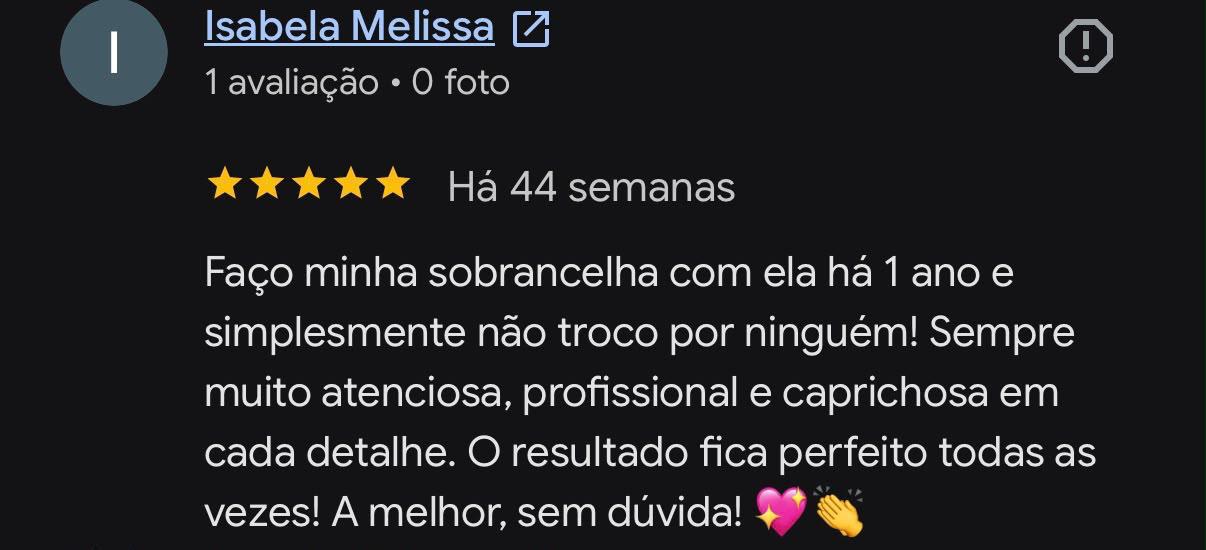 I
Isabela Melissa
1 avaliação • 0 foto
Há 44 semanas
Faço minha sobrancelha com ela há 1 ano e
simplesmente não troco por ninguém! Sempre
muito atenciosa, profissional e caprichosa em
cada detalhe. O resultado fica perfeito todas as
vezes! A melhor, sem dúvida! 💖👏